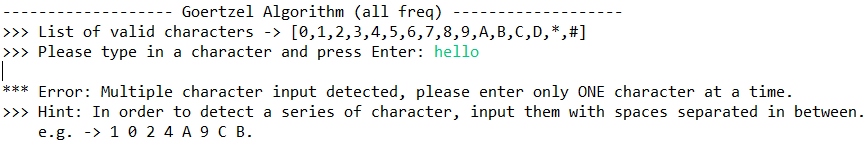 ------------------- Goertzel Algorithm (all freq) -------------------
>>> List of valid characters -> [0,1,2,3,4,5,6,7,8,9,A,B,C,D,*,#]
>>> Please type in a character and press Enter: hello
*** Error: Multiple character input detected, please enter only ONE character at a time.
>>> Hint: In order to detect a series of character, input them with spaces separated in between.
    e.g. -> 1 0 2 4 A 9 C B.